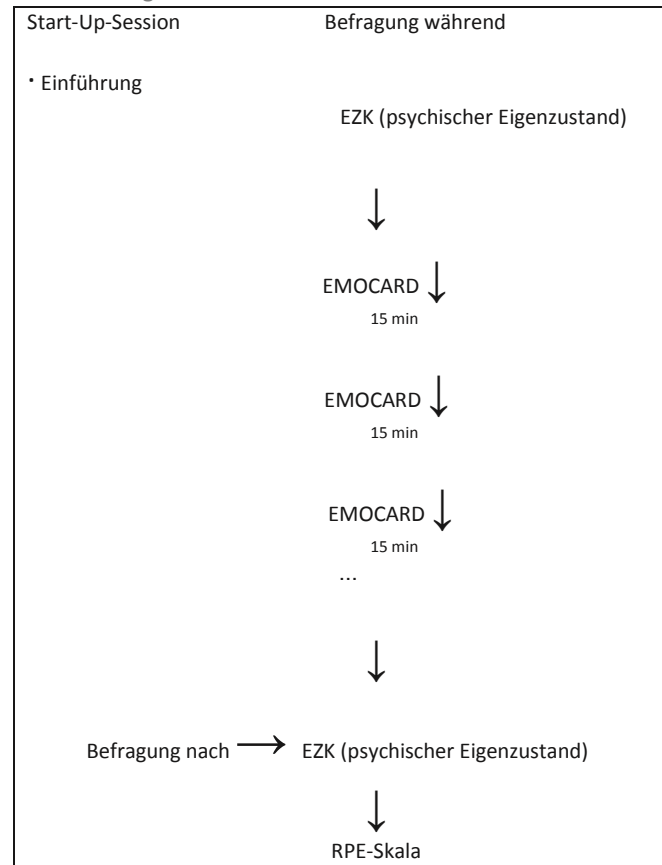 Start-Up-Session Befragung während
· Einführung
EZK (psychischer Eigenzustand)
↓
EMOCARD ↓
15 min
EMOCARD ↓
15 min
EMOCARD ↓
15 min
...
↓
Befragung nach → EZK (psychischer Eigenzustand)
↓
RPE-Skala